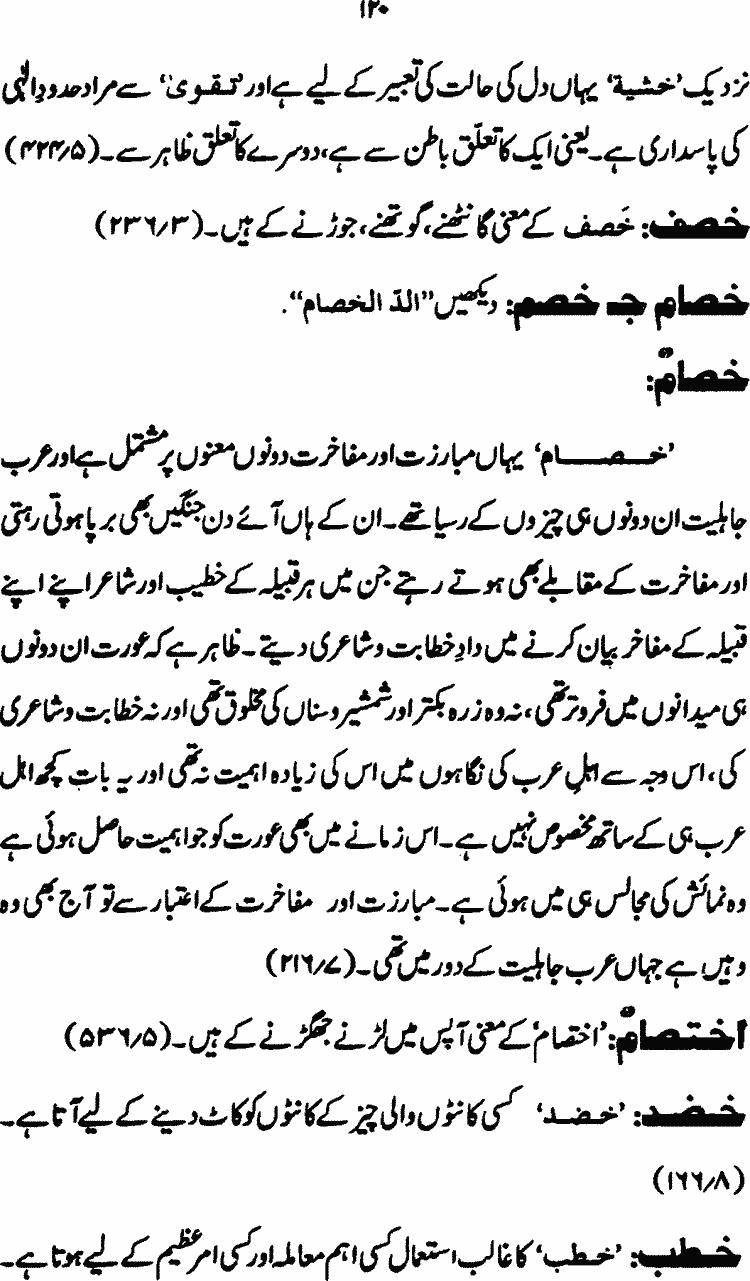 ۱۲۰
نزدیک ’خشیة‘ یہاں دل کی حالت کی تعبیر کے لیے ہے اور ’تقویٰ‘ سے مراد حدودِ الٰہی
کی پاسداری ہے۔ یعنی ایک کا تعلّق باطن سے ہے، دوسرے کا تعلق ظاہر سے۔ (۴۲۴/۵)
خصف: خَصف کے معنی گانٹھنے، گوتھنے، جوڑنے کے ہیں۔ (۲۳۶/۳)
خصام جـ خصم: دیکھیں ”الدّ الخصام“.
خصامٌ:
’خصام‘ یہاں مبارزت اور مفاخرت دونوں معنوں پر مشتمل ہے اور عرب
جاہلیت ان دونوں ہی چیزوں کے رسیا تھے۔ ان کے ہاں آئے دن جنگیں بھی برپا ہوتی رہتی
اور مفاخرت کے مقابلے بھی ہوتے رہتے جن میں ہر قبیلہ کے خطیب اور شاعر اپنے اپنے
قبیلہ کے مفاخر بیان کرنے میں دادِ خطابت و شاعری دیتے۔ ظاہر ہے کہ عورت ان دونوں
ہی میدانوں میں فروتر تھی، نہ وہ زرہ بکتر اور شمشیر و سناں کی مخلوق تھی اور نہ خطابت و شاعری
کی، اس وجہ سے اہلِ عرب کی نگاہوں میں اس کی زیادہ اہمیت نہ تھی اور یہ بات کچھ اہل
عرب ہی کے ساتھ مخصوص نہیں ہے۔ اس زمانے میں بھی عورت کو جو اہمیت حاصل ہوئی ہے
وہ نمائش کی مجالس ہی میں ہوئی ہے۔ مبارزت اور مفاخرت کے اعتبار سے تو آج بھی وہ
وہیں ہے جہاں عرب جاہلیت کے دور میں تھی۔ (۲۱۶/۷)
اختصامٌ: ’اختصام‘ کے معنی آپس میں لڑنے جھگڑنے کے ہیں۔ (۵۳۶/۵)
خضد: ’خضد‘ کسی کانٹوں والی چیز کے کانٹوں کو کاٹ دینے کے لیے آتا ہے۔
(۱۶۶/۸)
خطب: ’خطب‘ کا غالب استعمال کسی اہم معاملہ اور کسی امر عظیم کے لیے ہوتا ہے۔